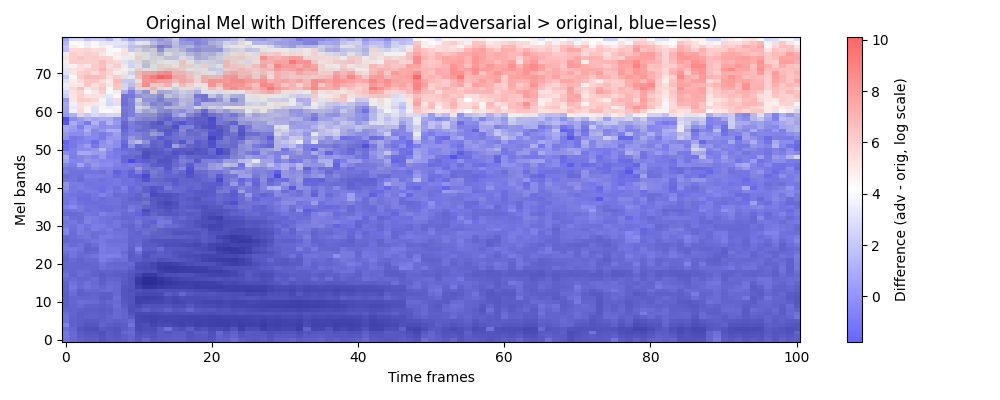 Original Mel with Differences (red=adversarial > original, blue=less)
Mel bands
70
60
50
40
30
20
10
0
0 20 40 60 80 100
Time frames
10
8
6
4
2
0
Difference (adv - orig, log scale)